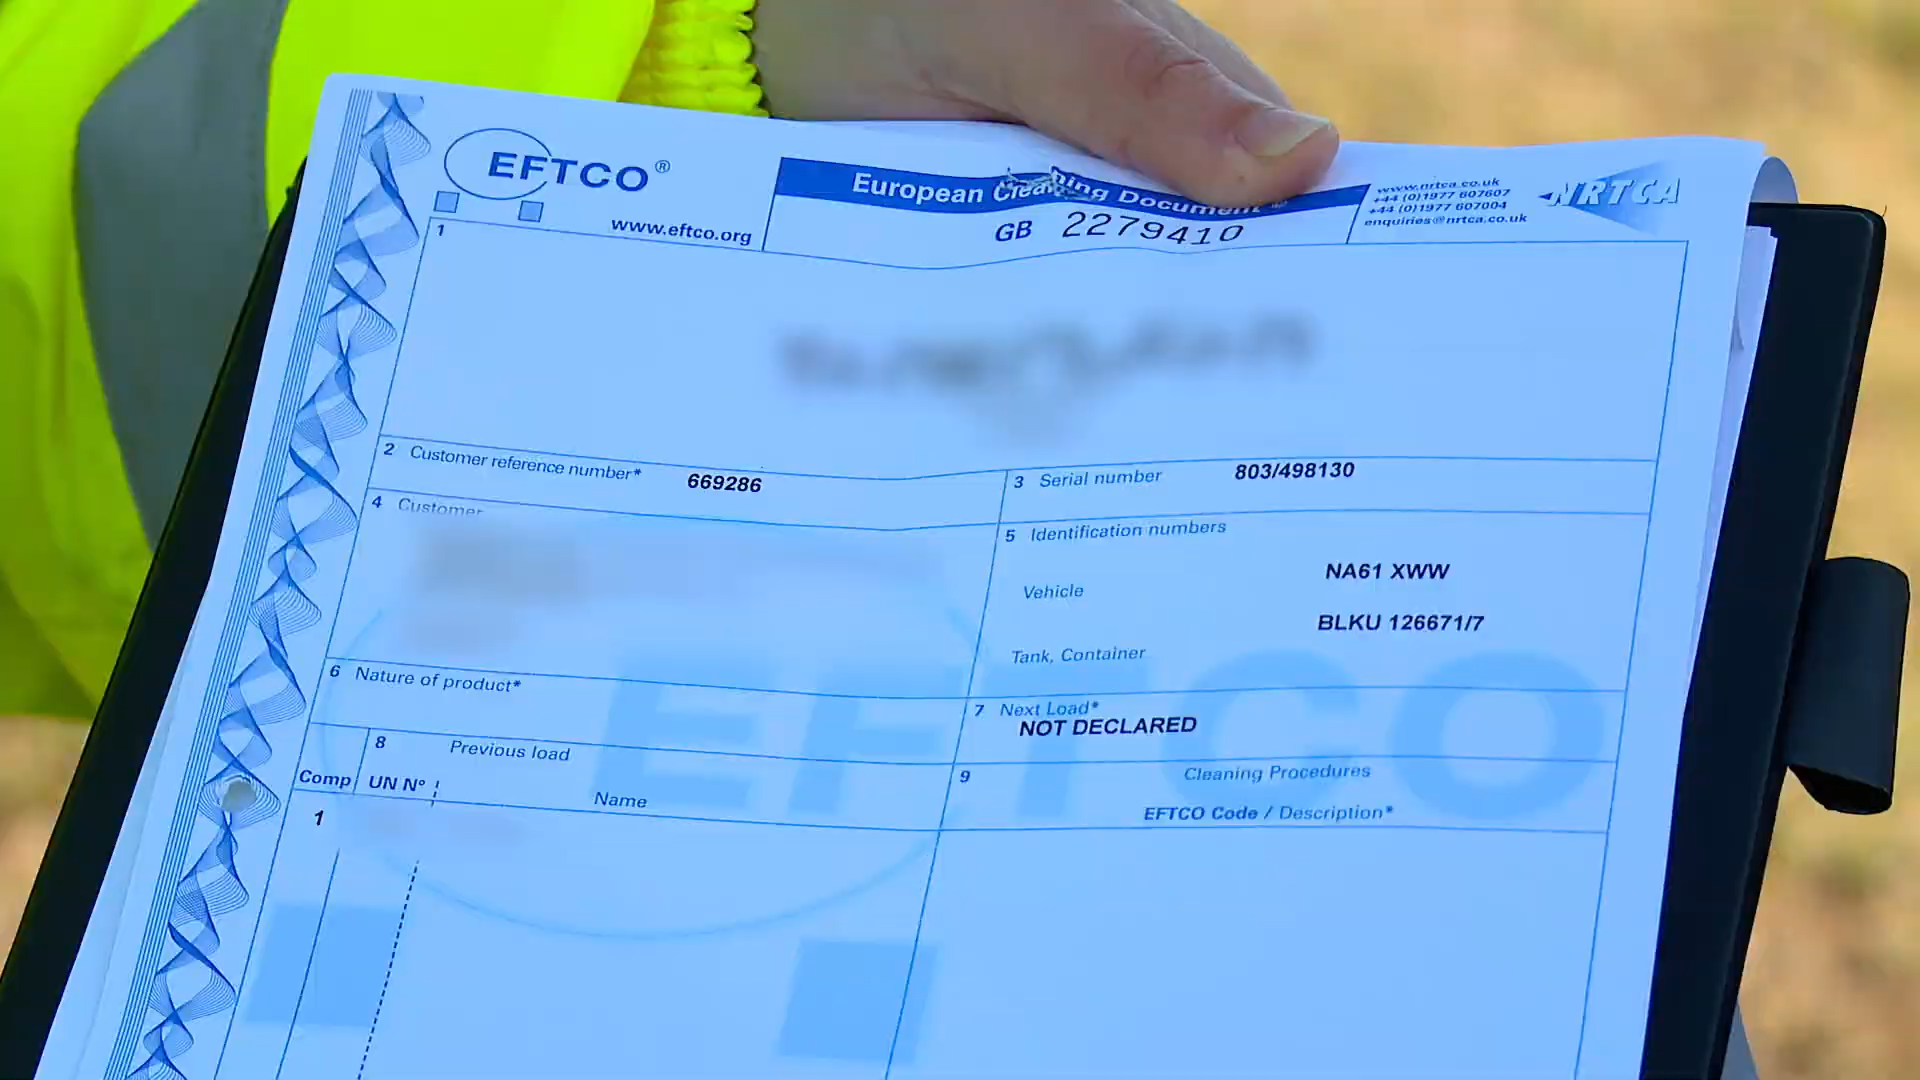 EFTCO®
www.eftco.org
European Cleaning Document
GB 2279410
www.nrtca.co.uk
+44 (0)1977 607607
+44 (0)1977 607004
enquiries@nrtca.co.uk
NRTCA
1
2 Customer reference number* 669286
3 Serial number 803/498130
4 Customer
5 Identification numbers
Vehicle NA61 XWW
BLKU 126671/7
Tank, Container
6 Nature of product*
7 Next Load*
NOT DECLARED
8 Previous load
Comp UN N° Name
9 Cleaning Procedures
EFTCO Code / Description*
1
EFTCO